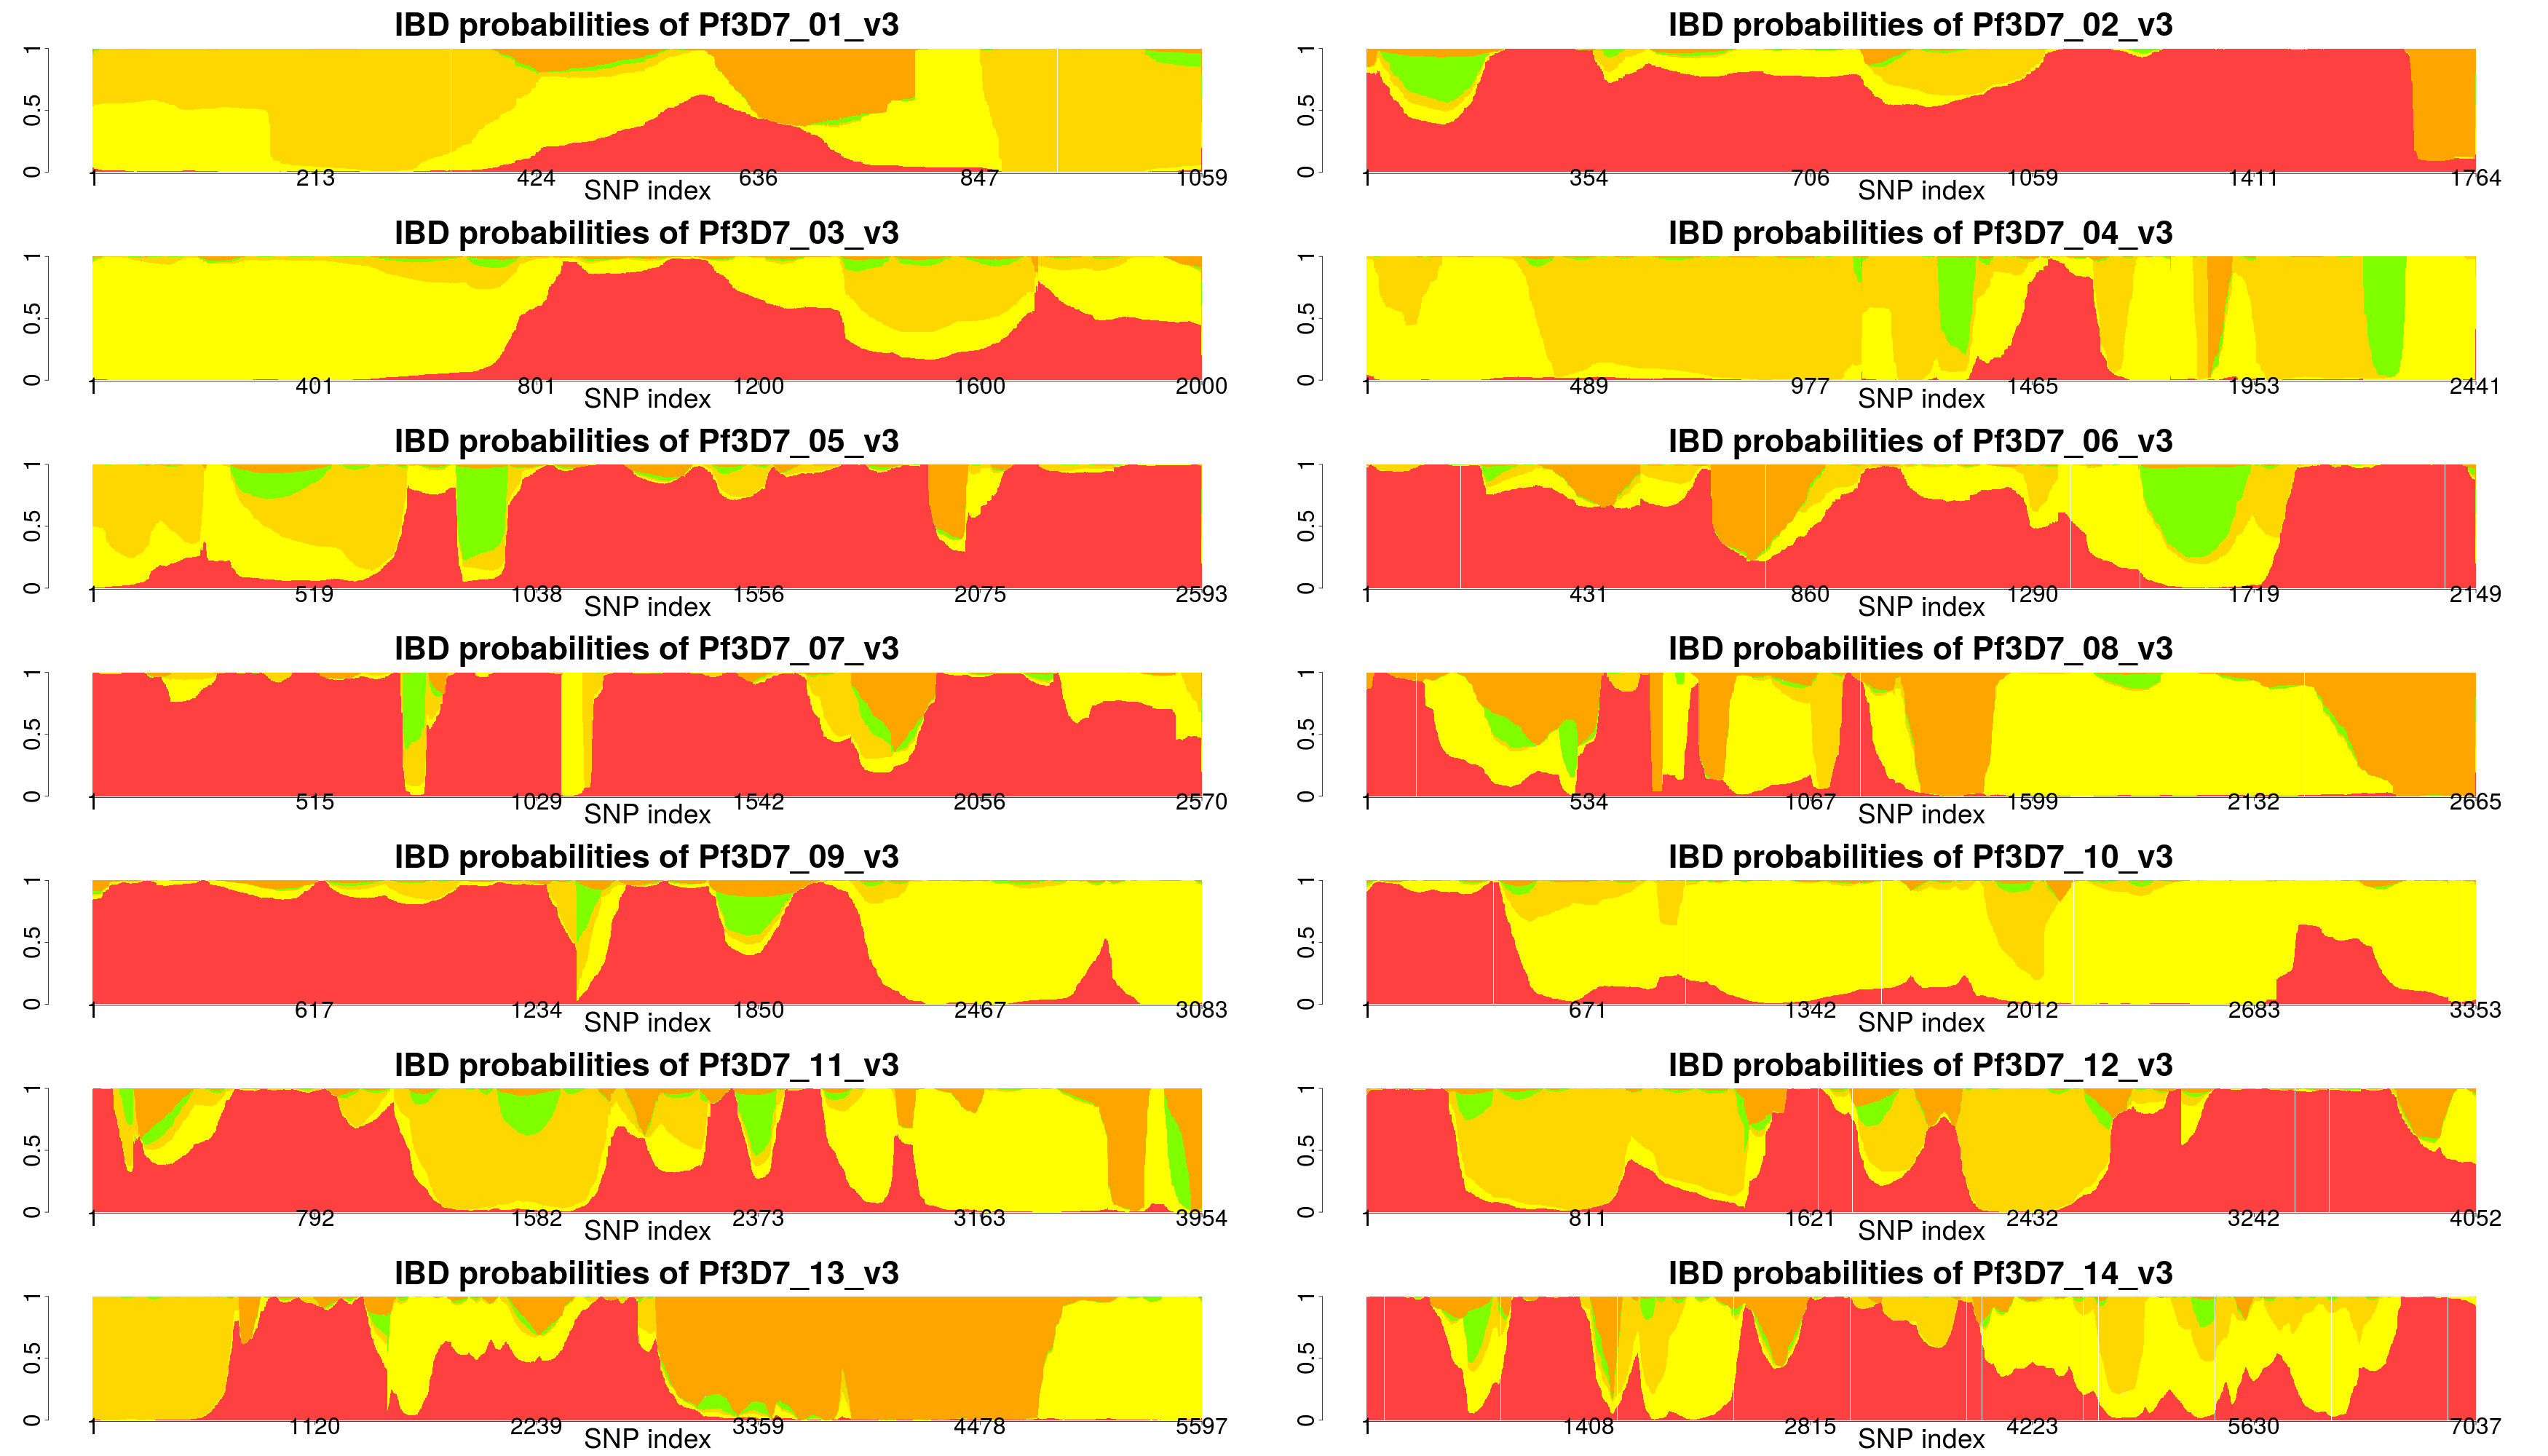 IBD probabilities of Pf3D7_01_v3
1
0.5
0
1 213 424 636 847 1059
SNP index
IBD probabilities of Pf3D7_02_v3
1
0.5
0
1 354 706 1059 1411 1764
SNP index
IBD probabilities of Pf3D7_03_v3
1
0.5
0
1 401 801 1200 1600 2000
SNP index
IBD probabilities of Pf3D7_04_v3
1
0.5
0
1 489 977 1465 1953 2441
SNP index
IBD probabilities of Pf3D7_05_v3
1
0.5
0
1 519 1038 1556 2075 2593
SNP index
IBD probabilities of Pf3D7_06_v3
1
0.5
0
1 431 860 1290 1719 2149
SNP index
IBD probabilities of Pf3D7_07_v3
1
0.5
0
1 515 1029 1542 2056 2570
SNP index
IBD probabilities of Pf3D7_08_v3
1
0.5
0
1 534 1067 1599 2132 2665
SNP index
IBD probabilities of Pf3D7_09_v3
1
0.5
0
1 617 1234 1850 2467 3083
SNP index
IBD probabilities of Pf3D7_10_v3
1
0.5
0
1 671 1342 2012 2683 3353
SNP index
IBD probabilities of Pf3D7_11_v3
1
0.5
0
1 792 1582 2373 3163 3954
SNP index
IBD probabilities of Pf3D7_12_v3
1
0.5
0
1 811 1621 2432 3242 4052
SNP index
IBD probabilities of Pf3D7_13_v3
1
0.5
0
1 1120 2239 3359 4478 5597
SNP index
IBD probabilities of Pf3D7_14_v3
1
0.5
0
1 1408 2815 4223 5630 7037
SNP index